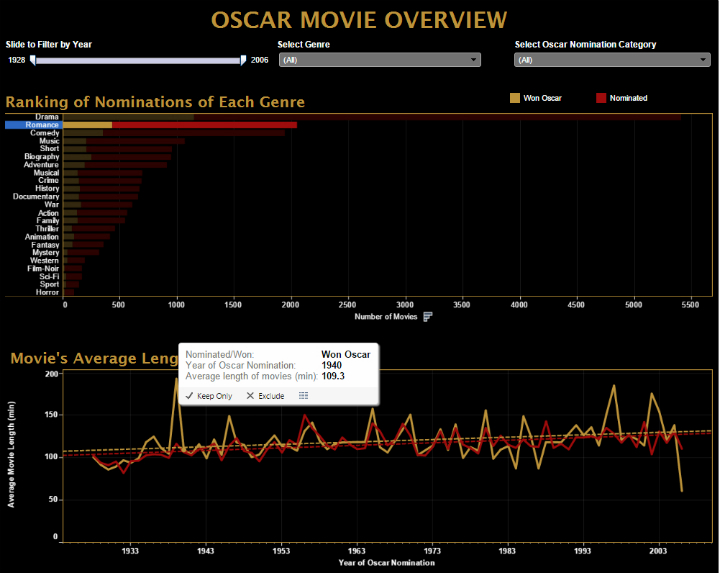 OSCAR MOVIE OVERVIEW
Slide to Filter by Year
Select Genre
Select Oscar Nomination Category
1928
2006
(All)
(All)
Ranking of Nominations of Each Genre
Won Oscar
Nominated
Drama
Romance
Comedy
Music
Short
Biography
Adventure
Musical
Crime
History
Documentary
War
Action
Family
Thriller
Animation
Fantasy
Mystery
Western
Film-Noir
Sci-Fi
Sport
Horror
0 500 1000 1500 2000 2500 3000 3500 4000 4500 5000 5500
Number of Movies
Movie's Average Leng
Nominated/Won: Won Oscar
Year of Oscar Nomination: 1940
Average length of movies (min): 109.3
Keep Only Exclude
Average Movie Length (min)
200
150
100
50
0
1933 1943 1953 1963 1973 1983 1993 2003
Year of Oscar Nomination